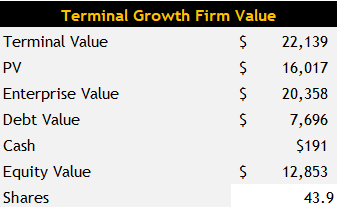 Terminal Growth Firm Value
Terminal Value $ 22,139
PV $ 16,017
Enterprise Value $ 20,358
Debt Value $ 7,696
Cash $191
Equity Value $ 12,853
Shares 43.9